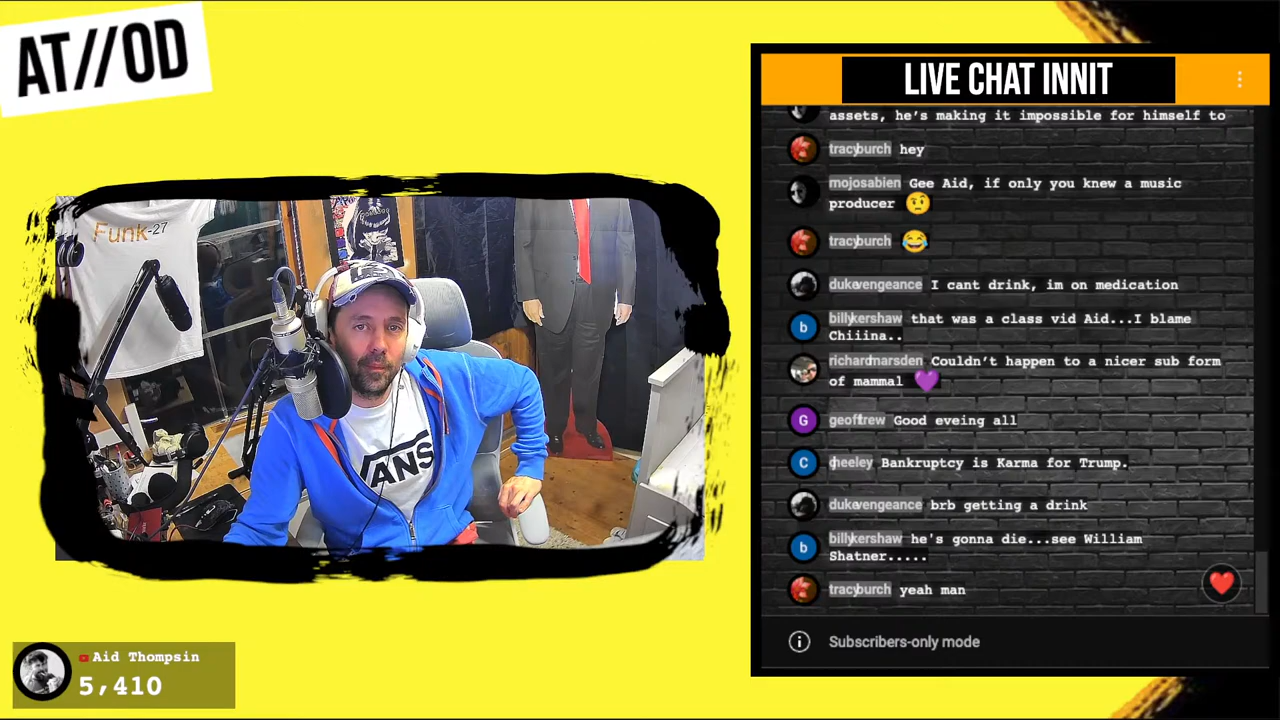 AT//OD
LIVE CHAT INNIT
assets, he's making it impossible for himself to
tracyburch hey
mojosabien Gee Aid, if only you knew a music
producer 🤨
tracyburch 😂
dukavengeance I cant drink, im on medication
billykershaw that was a class vid Aid...I blame
Chiiina..
richardmarsden Couldn't happen to a nicer sub form
of mammal 💜
G geoffrew Good eveing all
C cheeley Bankruptcy is Karma for Trump.
dukavengeance brb getting a drink
b billykershaw he's gonna die...see William
Shatner.....
tracyburch yeah man
Subscribers-only mode
Funk-27
VANS
Aid Thompsin
5,410